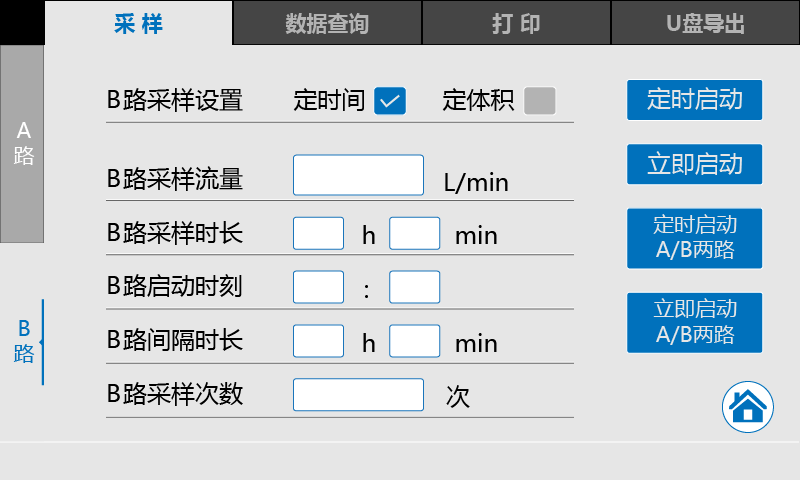 采 样
数据查询
打 印
U盘导出
A
路
B
路
B路采样设置 定时间 定体积
B路采样流量 L/min
B路采样时长 h min
B路启动时刻 :
B路间隔时长 h min
B路采样次数 次
定时启动
立即启动
定时启动
A/B两路
立即启动
A/B两路